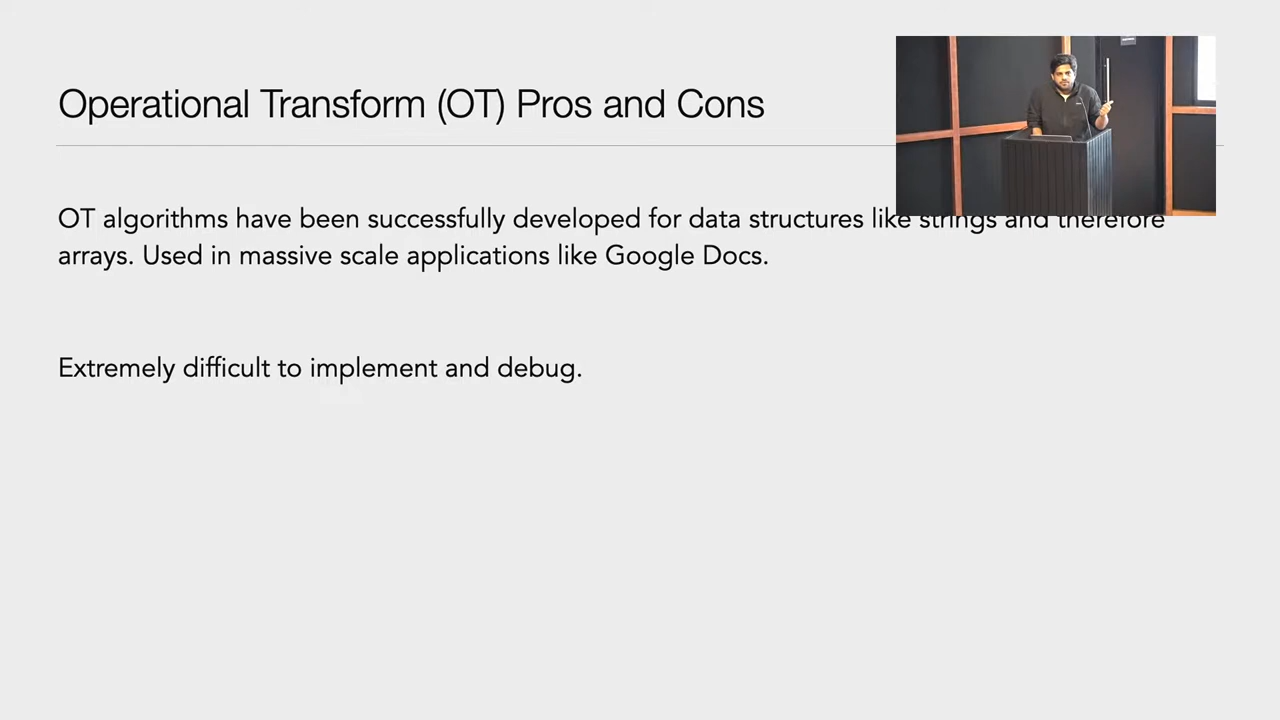 Operational Transform (OT) Pros and Cons
OT algorithms have been successfully developed for data structures like strings and therefore
arrays. Used in massive scale applications like Google Docs.
Extremely difficult to implement and debug.